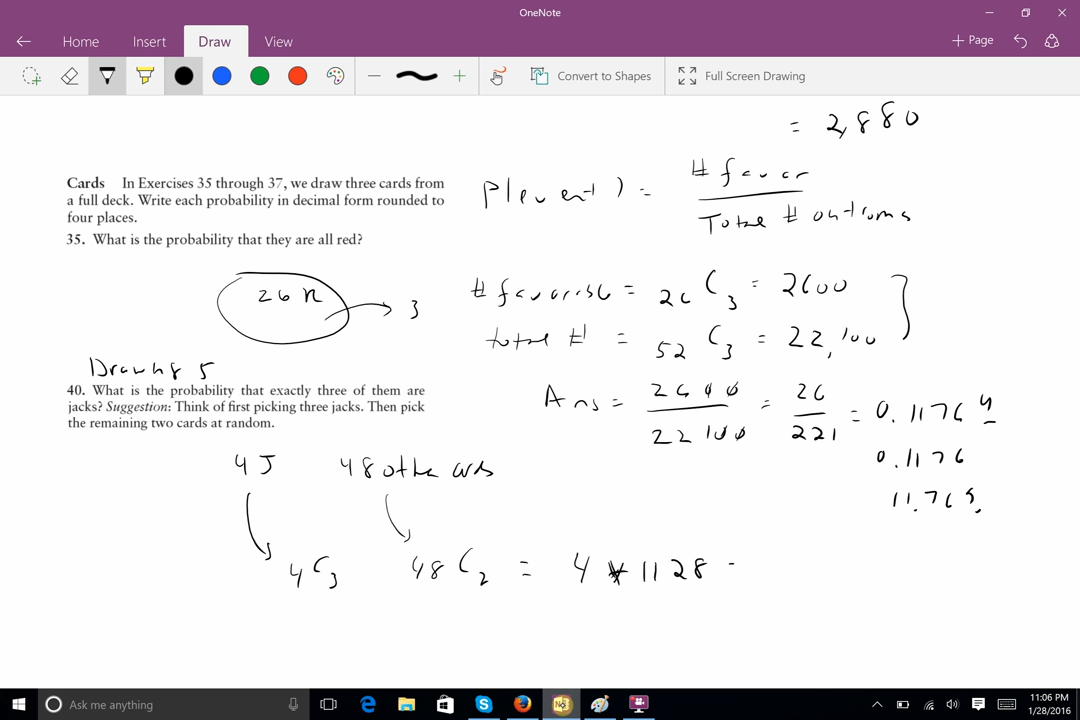 OneNote
Home Insert Draw View
+ Page
Convert to Shapes
Full Screen Drawing
= 2,880
Cards In Exercises 35 through 37, we draw three cards from
a full deck. Write each probability in decimal form rounded to
four places.
35. What is the probability that they are all red?
P(event) = # favor / Total # outcoms
26 R → 3
# favorable = 26 C 3 = 2600
total # = 52 C 3 = 22,100
Ans = 2600 / 22100 = 26 / 221 = 0.1176 4
0.1176
11.76%
Drawing 5
40. What is the probability that exactly three of them are
jacks? Suggestion: Think of first picking three jacks. Then pick
the remaining two cards at random.
4 J 48 other cards
4 C 3 48 C 2 = 4 * 1128 -
Ask me anything
11:06 PM
1/28/2016